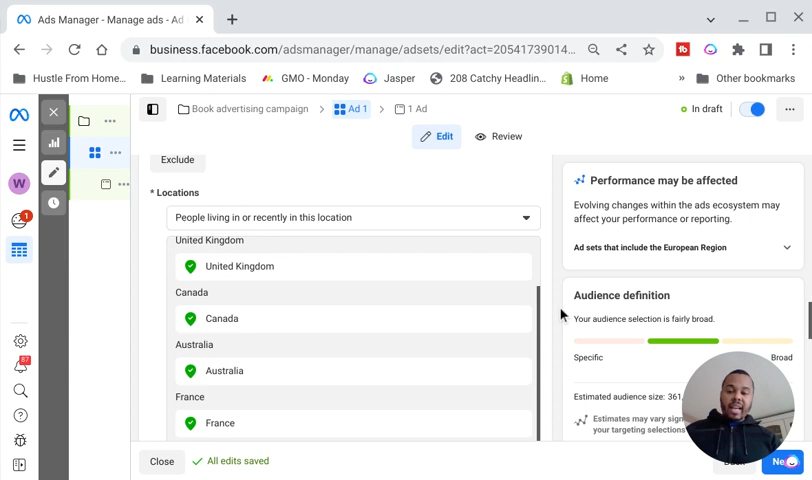 Ads Manager - Manage ads - Ad
business.facebook.com/adsmanager/manage/adsets/edit?act=20541739014...
Hustle From Home...
Learning Materials
GMO - Monday
Jasper
208 Catchy Headlin...
Home
»
Other bookmarks
Book advertising campaign
Ad 1
1 Ad
In draft
Edit
Review
W
1
87
Exclude
* Locations
People living in or recently in this location
United Kingdom
United Kingdom
Canada
Canada
Australia
Australia
France
France
Close
All edits saved
Performance may be affected
Evolving changes within the ads ecosystem may
affect your performance or reporting.
Ad sets that include the European Region
Audience definition
Your audience selection is fairly broad.
Specific
Broad
Estimated audience size: 361,
Estimates may vary
your targeting selections